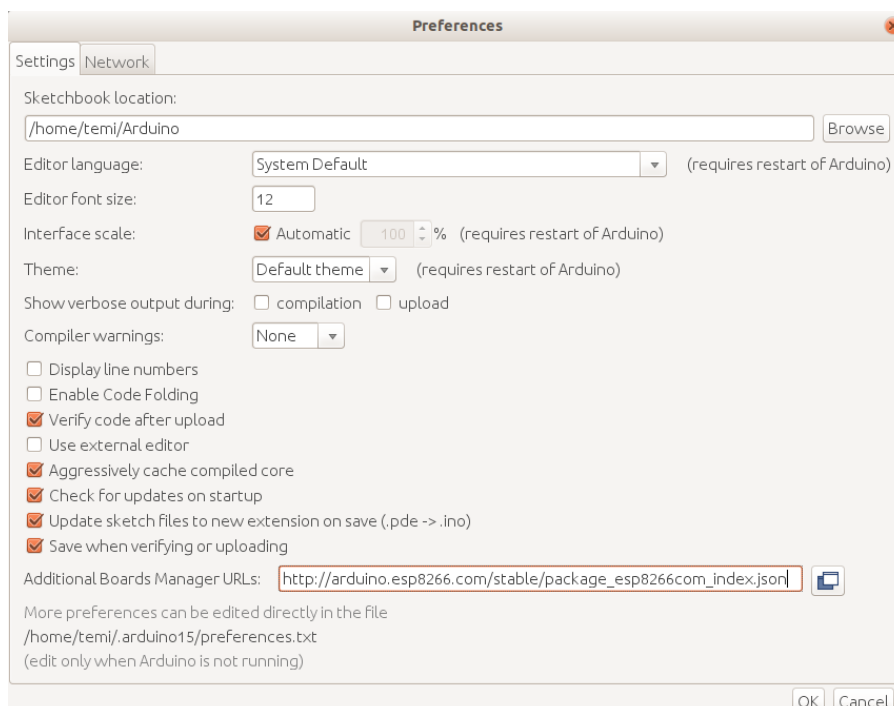 Preferences
Settings Network
Sketchbook location:
/home/temi/Arduino Browse
Editor language: System Default (requires restart of Arduino)
Editor font size: 12
Interface scale: Automatic 100 % (requires restart of Arduino)
Theme: Default theme (requires restart of Arduino)
Show verbose output during: compilation upload
Compiler warnings: None
Display line numbers
Enable Code Folding
Verify code after upload
Use external editor
Aggressively cache compiled core
Check for updates on startup
Update sketch files to new extension on save (.pde -> .ino)
Save when verifying or uploading
Additional Boards Manager URLs: http://arduino.esp8266.com/stable/package_esp8266com_index.json
More preferences can be edited directly in the file
/home/temi/.arduino15/preferences.txt
(edit only when Arduino is not running)
OK Cancel